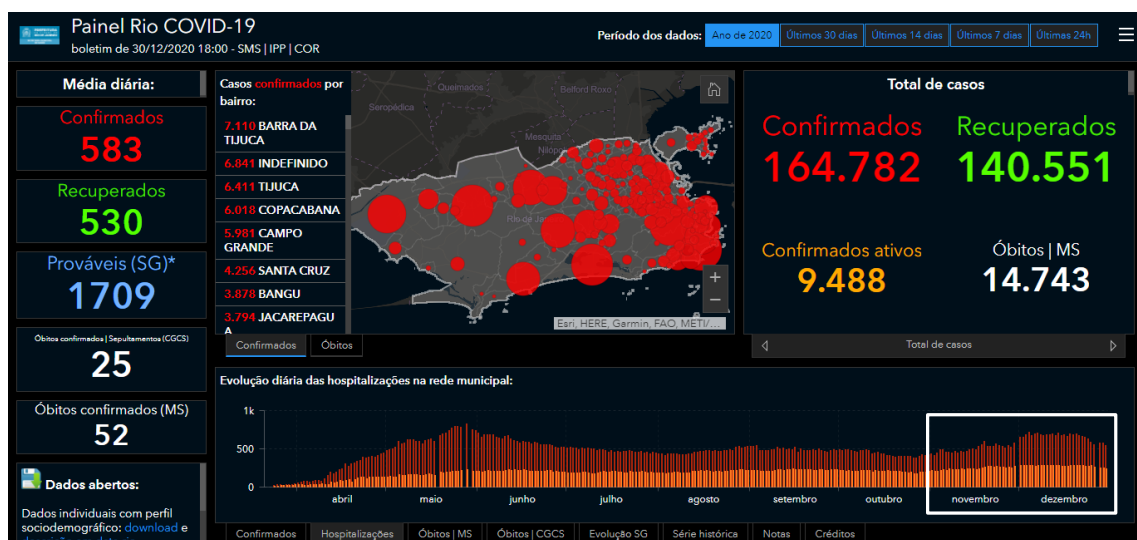 Painel Rio COVID-19
boletim de 30/12/2020 18:00 - SMS | IPP | COR
Período dos dados:
Ano de 2020
Últimos 30 dias
Últimos 14 dias
Últimos 7 dias
Últimas 24h
Média diária:
Confirmados
583
Recuperados
530
Prováveis (SG)*
1709
Óbitos confirmados | Sepultamentos (CGCS)
25
Óbitos confirmados (MS)
52
Dados abertos:
Dados individuais com perfil
sociodemográfico: download e
Casos confirmados por
bairro:
7.110 BARRA DA
TIJUCA
6.841 INDEFINIDO
6.411 TIJUCA
6.018 COPACABANA
5.981 CAMPO
GRANDE
4.256 SANTA CRUZ
3.878 BANGU
3.794 JACAREPAGU
A
Confirmados
Óbitos
Queimados
Belford Roxo
Seropédica
Mesquita
Rio de Ja
+
−
Esri, HERE, Garmin, FAO, METI/...
Total de casos
Confirmados
164.782
Recuperados
140.551
Confirmados ativos
9.488
Óbitos | MS
14.743
Total de casos
Evolução diária das hospitalizações na rede municipal:
1k
500
0
abril
maio
junho
julho
agosto
setembro
outubro
novembro
dezembro
Confirmados
Hospitalizações
Óbitos | MS
Óbitos | CGCS
Evolução SG
Série histórica
Notas
Créditos